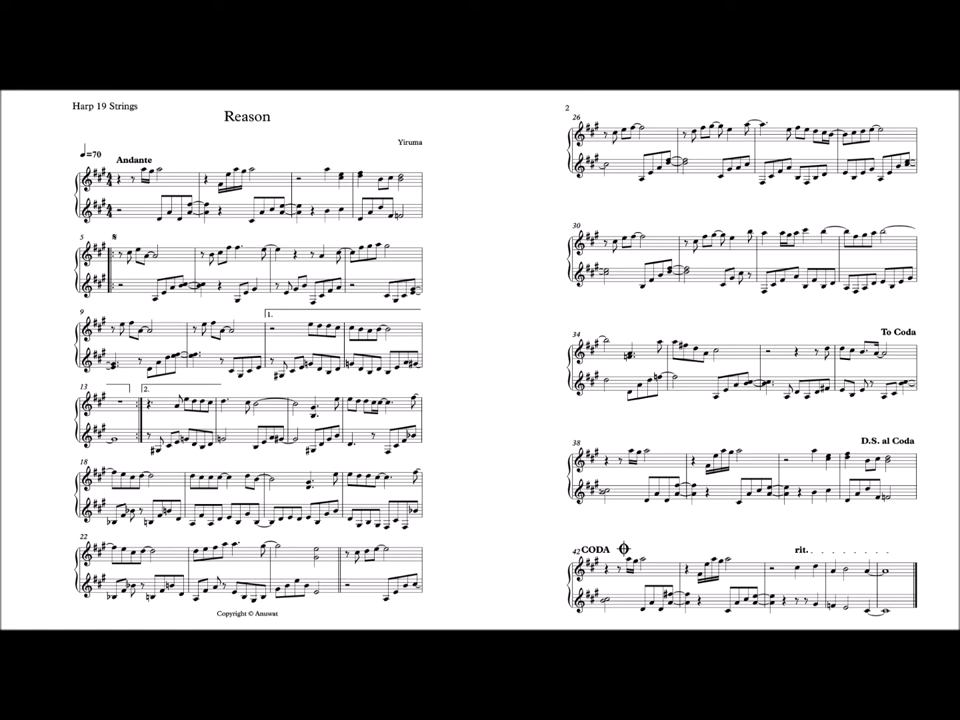 Harp 19 Strings
Reason
Yiruma
♩=70
Andante
5
9
1.
13
2.
18
22
Copyright © Anuwat
2
26
30
34
To Coda
38
D.S. al Coda
42 CODA
rit.